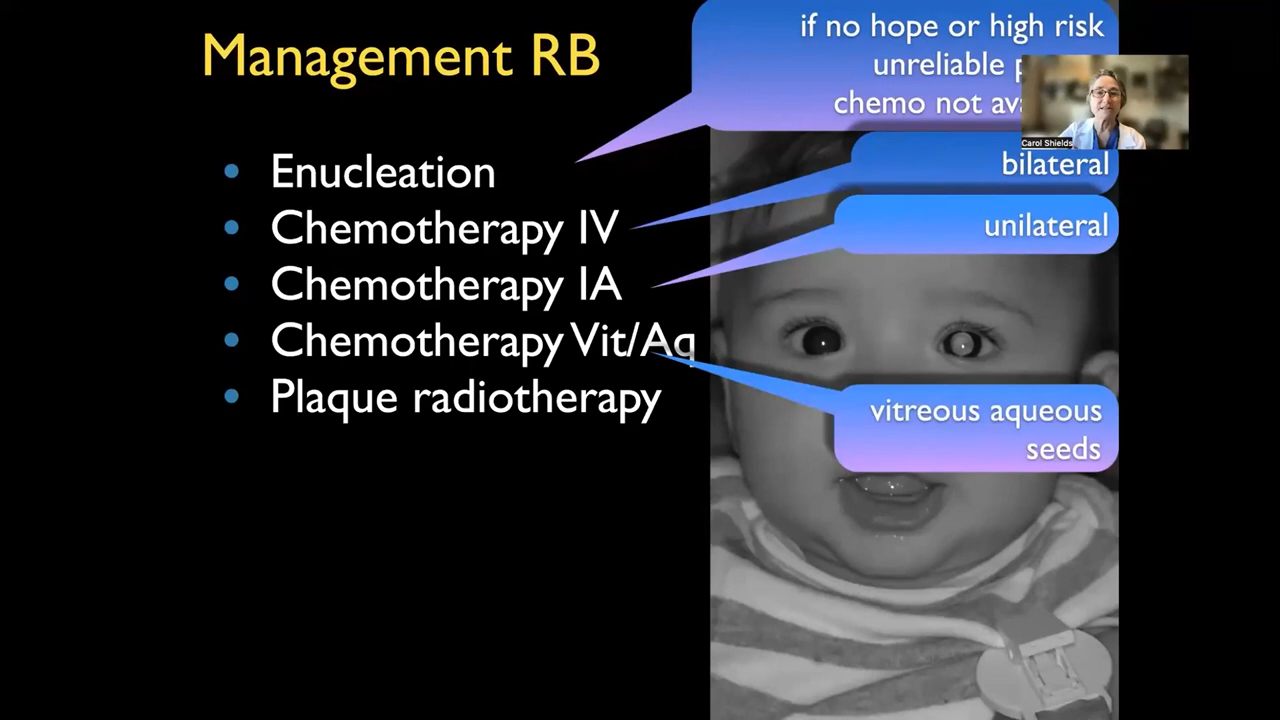 Management RB
if no hope or high risk
unreliable
chemo not
Carol Shields
Enucleation
bilateral
Chemotherapy IV
unilateral
Chemotherapy IA
Chemotherapy Vit/Aq
Plaque radiotherapy
vitreous aqueous
seeds